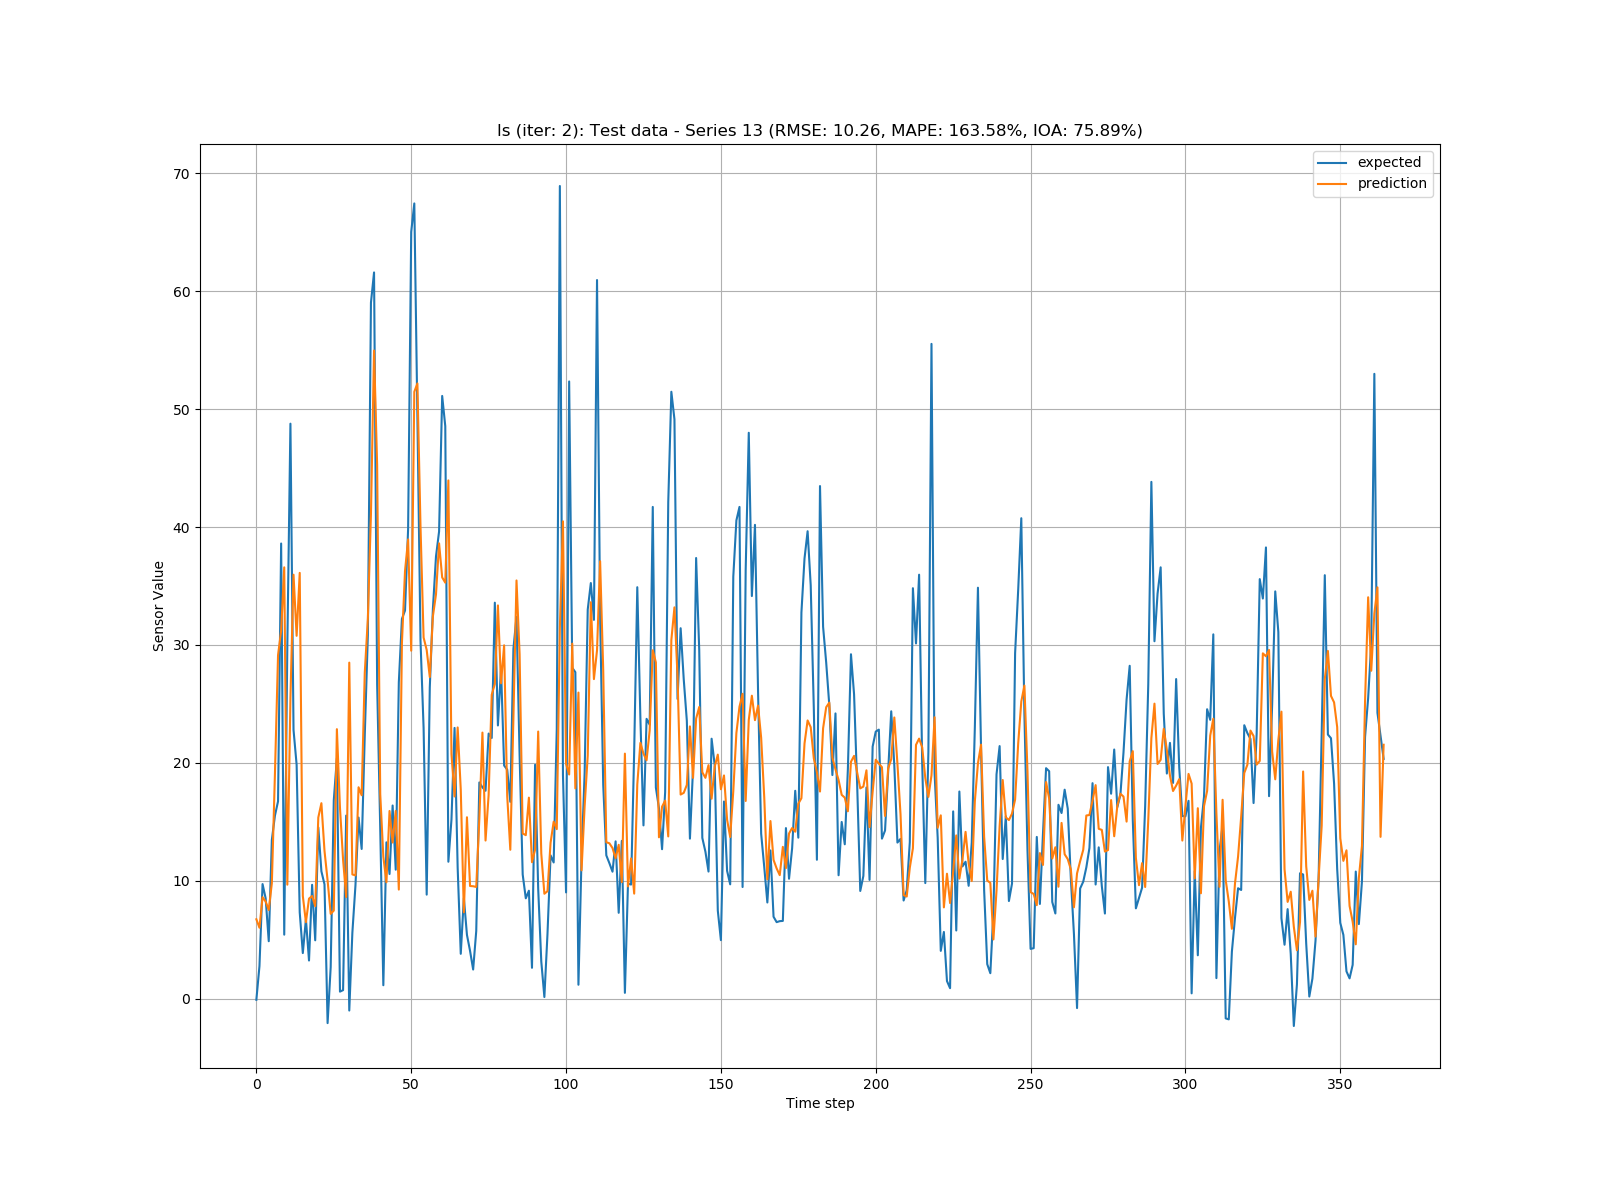 ls (iter: 2): Test data - Series 13 (RMSE: 10.26, MAPE: 163.58%, IOA: 75.89%)
expected
prediction
70
60
50
40
30
20
10
0
Sensor Value
0 50 100 150 200 250 300 350
Time step